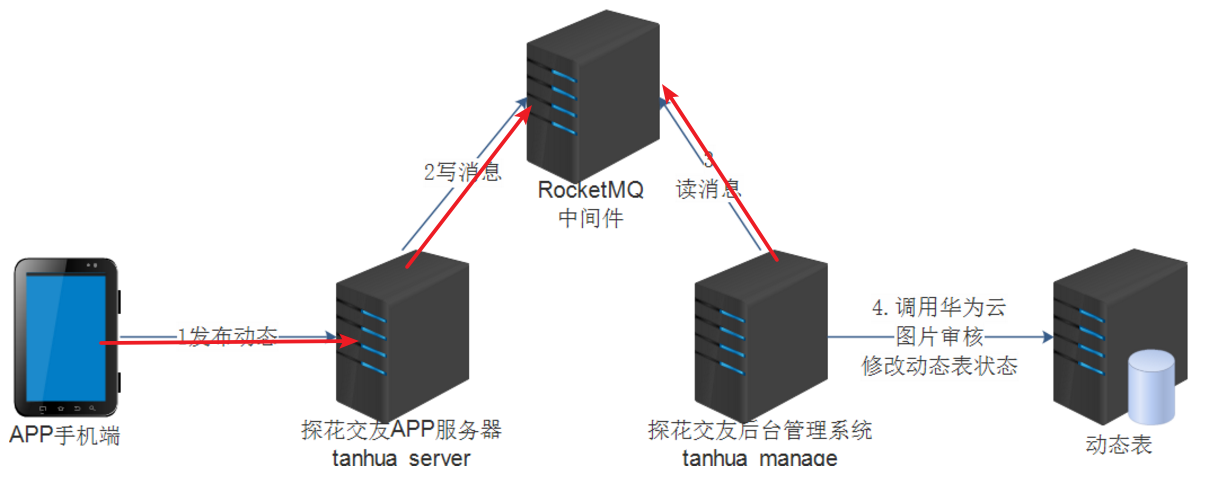 RocketMQ
中间件
2写消息
3
读消息
1发布动态
4.调用华为云
图片审核
修改动态表状态
APP手机端
探花交友APP服务器
tanhua_server
探花交友后台管理系统
tanhua_manage
动态表